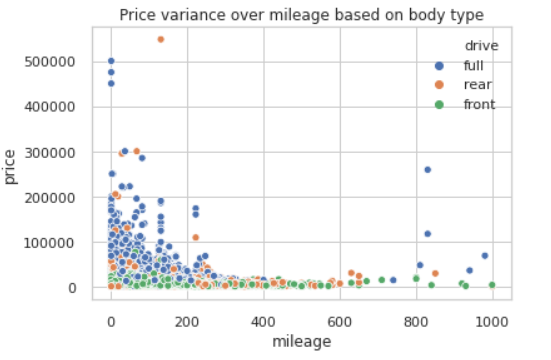 Price variance over mileage based on body type
drive
full
rear
front
500000
400000
300000
200000
100000
0
price
0 200 400 600 800 1000
mileage